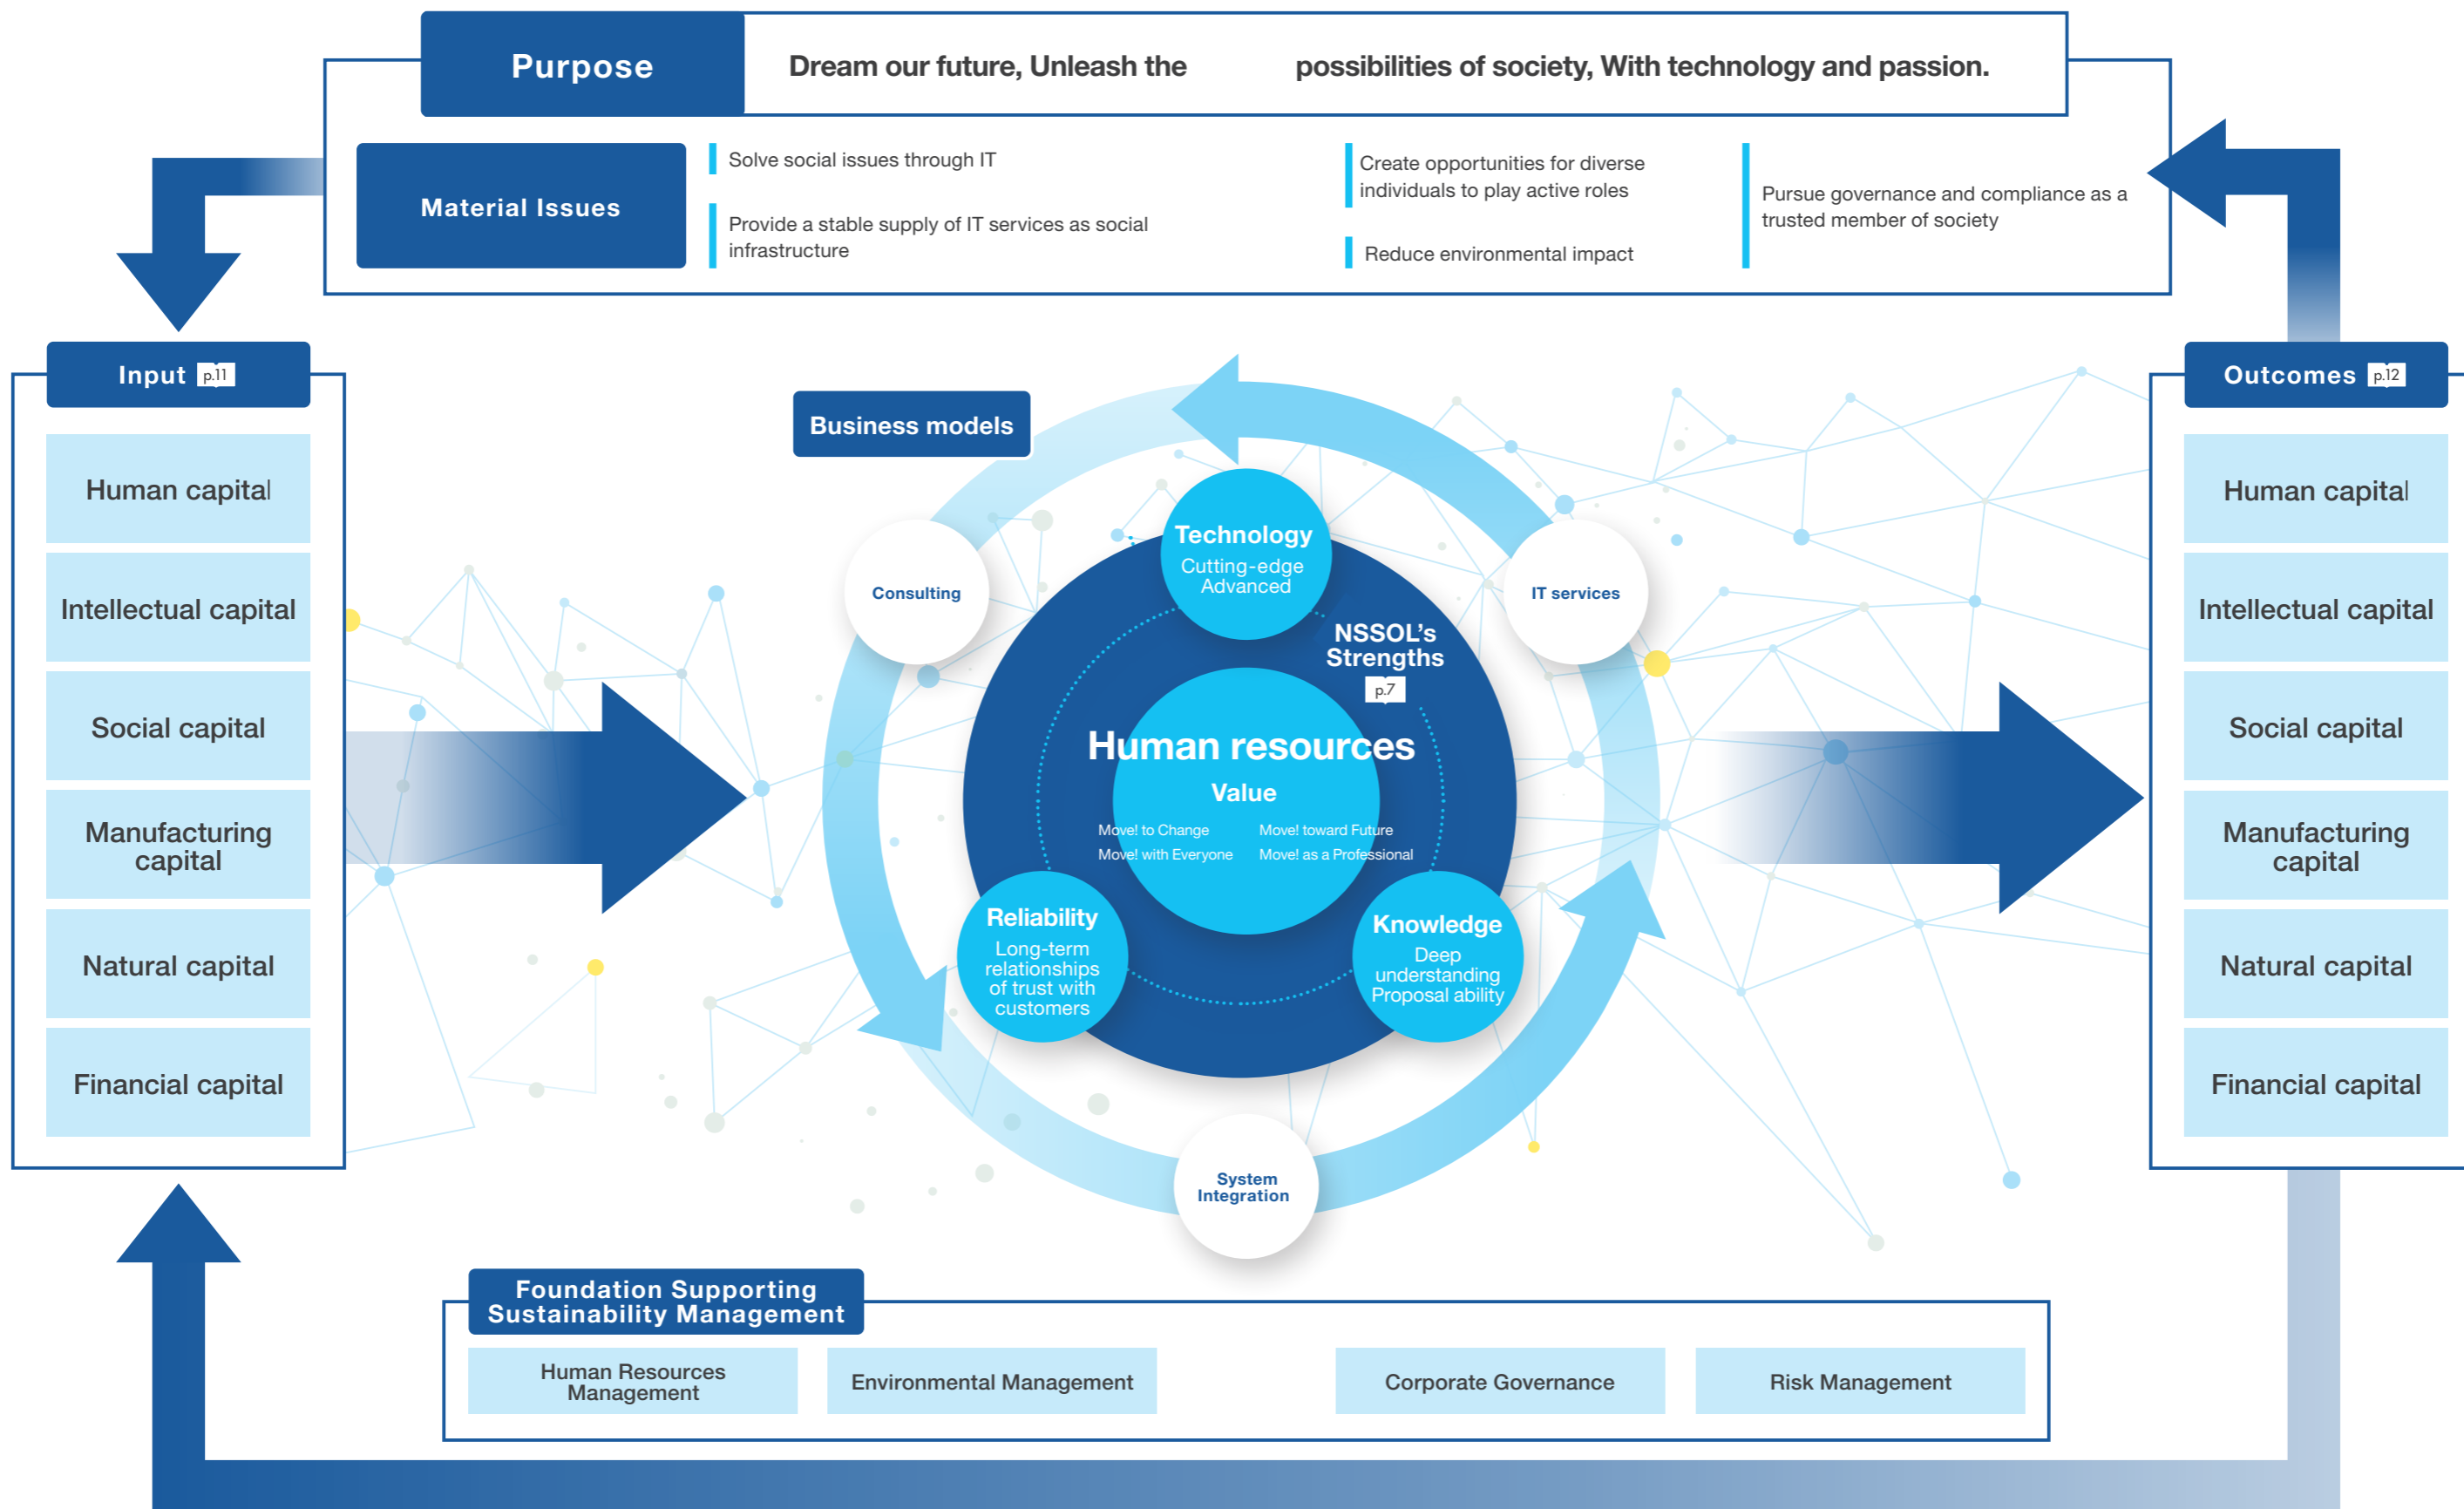 Purpose
Dream our future, Unleash the possibilities of society, With technology and passion.
Material Issues
Solve social issues through IT
Provide a stable supply of IT services as social
infrastructure
Create opportunities for diverse
individuals to play active roles
Reduce environmental impact
Pursue governance and compliance as a
trusted member of society
Input p.11
Human capital
Intellectual capital
Social capital
Manufacturing
capital
Natural capital
Financial capital
Business models
Consulting
IT services
System
Integration
Technology
Cutting-edge
Advanced
NSSOL's
Strengths
p.7
Human resources
Value
Move! to Change
Move! toward Future
Move! with Everyone
Move! as a Professional
Reliability
Long-term
relationships
of trust with
customers
Knowledge
Deep
understanding
Proposal ability
Outcomes p.12
Human capital
Intellectual capital
Social capital
Manufacturing
capital
Natural capital
Financial capital
Foundation Supporting
Sustainability Management
Human Resources
Management
Environmental Management
Corporate Governance
Risk Management